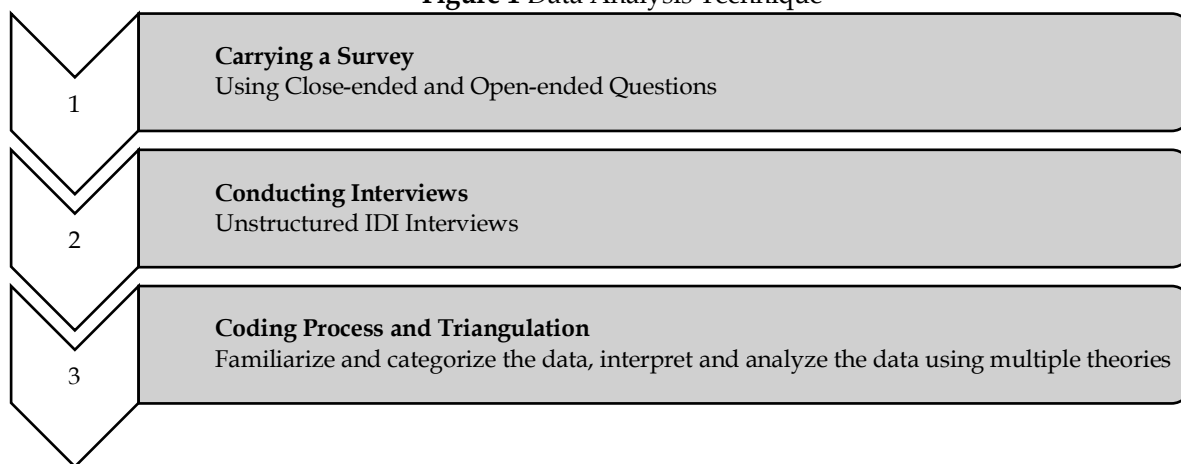 Figure 1 Data Analysis Technique
1
Carrying a Survey
Using Close-ended and Open-ended Questions
2
Conducting Interviews
Unstructured IDI Interviews
3
Coding Process and Triangulation
Familiarize and categorize the data, interpret and analyze the data using multiple theories